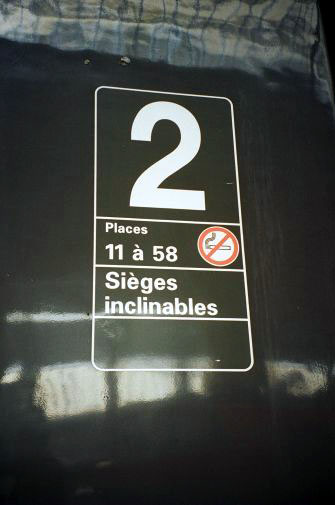 2
Places
11 à 58
Sièges
inclinables